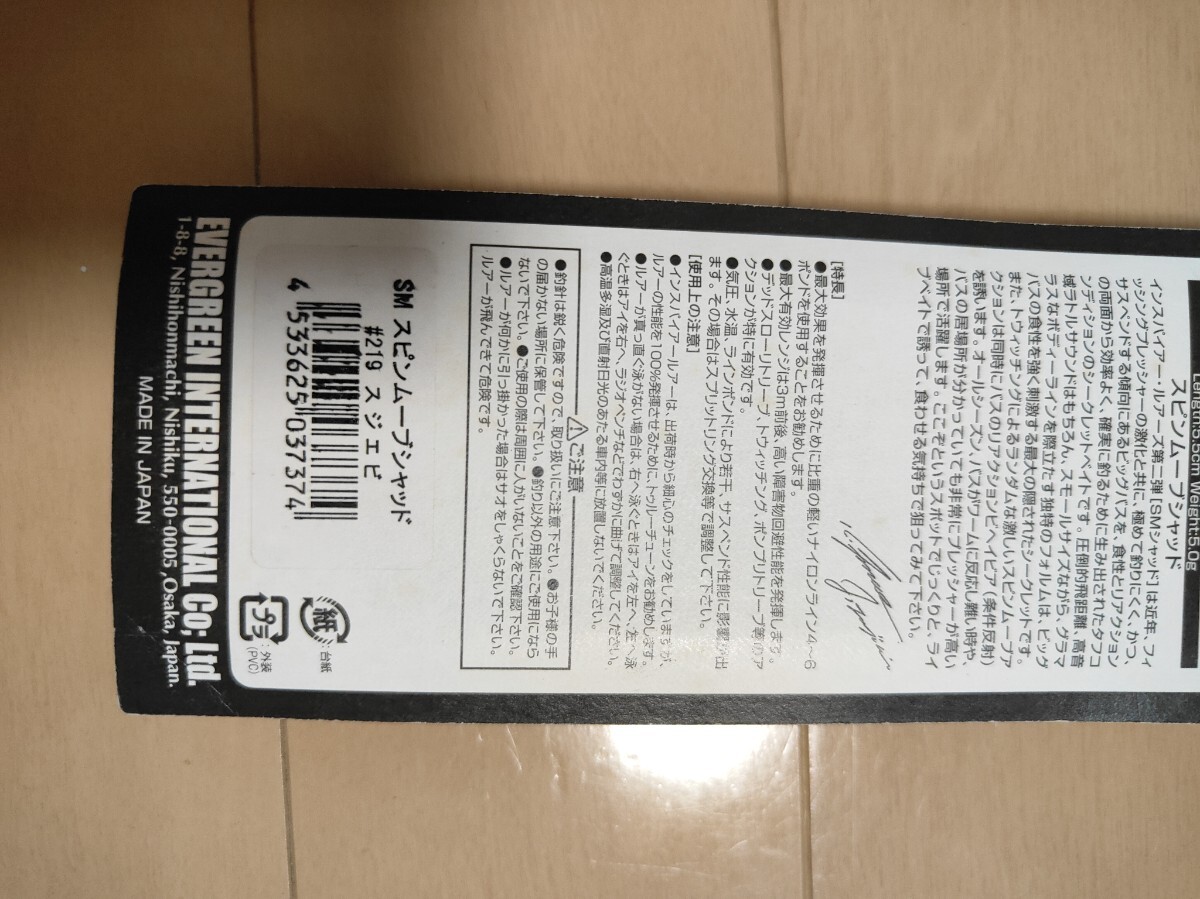 Length:5.5cm Weight:5.0g
スピンムーブシャッド
インスパイアー・ルアーズ第二弾[SMシャッド]は近年、フィ
ッシングプレッシャーの激化と共に、極めて釣りにくく、かつ、
サスペンドする傾向にあるビッグバスを、食性とリアクション
の両面から効率よく、確実に釣るために生み出されたタフコ
ンディションのシークレットベイトです。圧倒的飛距離、高音
域ラトルサウンドはもちろん、スモールサイズながら、グラマ
ラスなボディーラインを際立たす独特のフォルムは、ビッグ
バスの食性を強く刺激する最大の隠されたシークレットです。
また、トウィッチングによるランダムな激しいスピンムーブア
クションは同時にバスのリアクションビヘイビア(条件反射)
を誘います。オールシーズン、バスがワームに反応し難い時や、
バスの居場所が分かっていても非常にプレッシャーが高い
場所で活躍します。ここぞというスポットでじっくりと、ライ
ブベイトで誘って、食わせる気持ちで狙ってみて下さい。
[特長]
●最大効果を発揮させるために比重の軽いナイロンライン4〜6
ポンドを使用することをお勧めします。
●最大有効レンジは3m前後、高い障害物回避性能を発揮します。
●デッドスローリトリーブ、トウィッチング、ポンプリトリーブ等のア
クションが特に有効です。
●気圧、水温、ラインポンドにより若干、サスペンド性能に影響が出
ます。その場合はスプリットリング交換等で調整して下さい。
[使用上の注意]
●インスパイアールアーは、出荷時から細心のチェックをしていますが、
ルアーの性能を100%発揮させるために、トゥルーチューンをお勧めします。
●ルアーが真っ直ぐ泳がない場合は、右へ泳ぐときはアイを左へ、左へ泳
ぐときはアイを右へ、ラジオペンチなどでわずかに曲げて調整してください。
●高温多湿及び直射日光のあたる車内等に放置しないでください。
⚠ご注意
●釣針は鋭く危険ですので、取り扱いにご注意下さい。●お子様の手
の届かない場所に保管して下さい。●釣り以外の用途にご使用になら
ないで下さい。●ご使用の際は周囲に人がいないことをご確認下さい。
●ルアーが何かに引っ掛かった場合はサオをしゃくらないで下さい。
ルアーが飛んできて危険です。
SM スピンムーブシャッド
#219 スジエビ
4 533625 037374
紙 :台紙
プラ :外装
(PVC)
EVERGREEN INTERNATIONAL CO; Ltd.
1-8-8, Nishihonmachi, Nishiku, 550-0005, Osaka, Japan.
MADE IN JAPAN